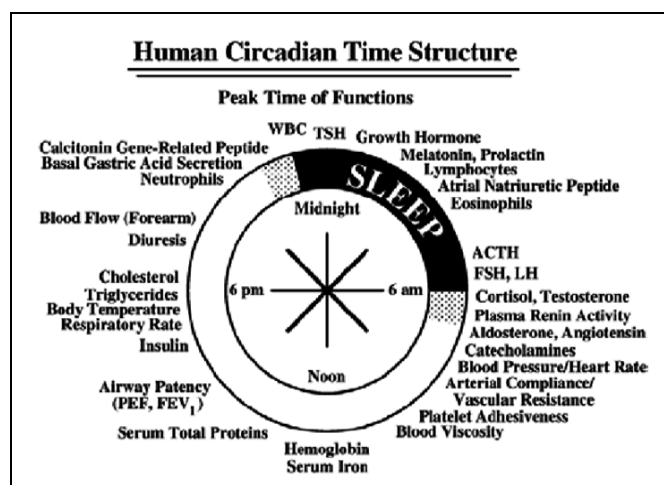 Human Circadian Time Structure
Peak Time of Functions
WBC TSH Growth Hormone
Melatonin, Prolactin
Lymphocytes
Atrial Natriuretic Peptide
Eosinophils
ACTH
FSH, LH
Cortisol, Testosterone
Plasma Renin Activity
Aldosterone, Angiotensin
Catecholamines
Blood Pressure/Heart Rate
Arterial Compliance/
Vascular Resistance
Platelet Adhesiveness
Blood Viscosity
Hemoglobin
Serum Iron
Serum Total Proteins
Airway Patency
(PEF, FEV₁)
Insulin
Cholesterol
Triglycerides
Body Temperature
Respiratory Rate
Diuresis
Blood Flow (Forearm)
Calcitonin Gene-Related Peptide
Basal Gastric Acid Secretion
Neutrophils
SLEEP
Midnight
6 pm
6 am
Noon